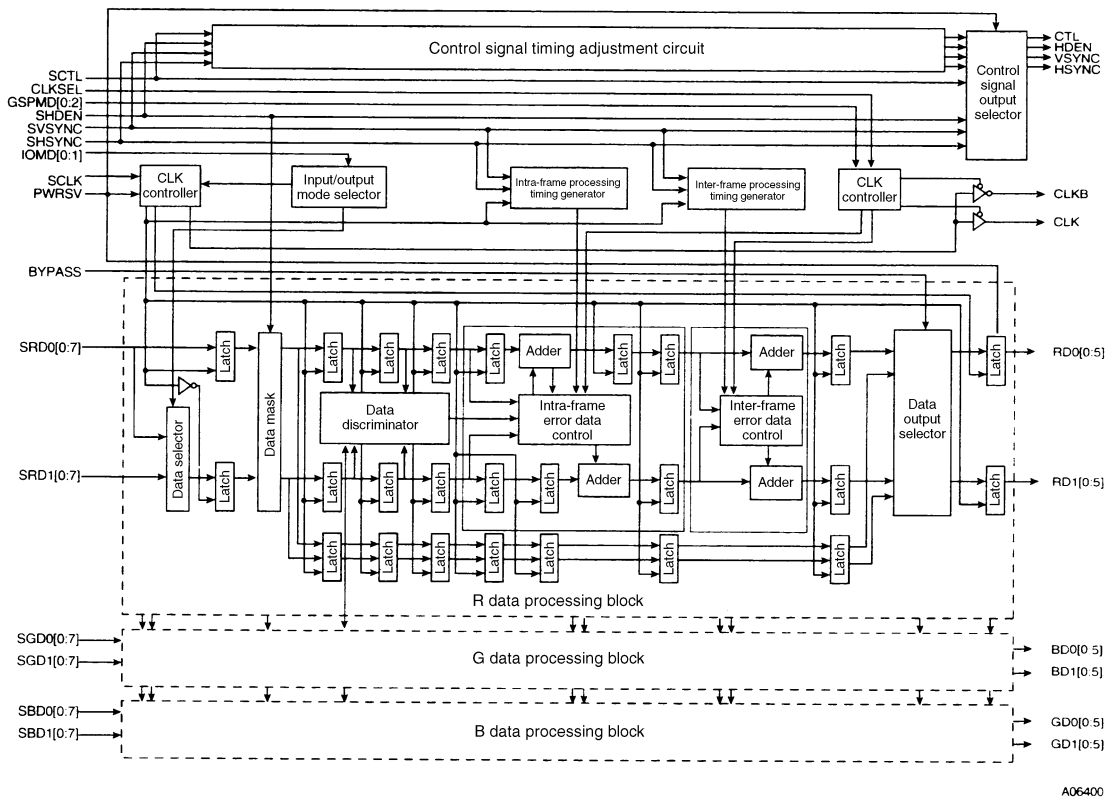 Control signal timing adjustment circuit
CTL
HDEN
VSYNC
HSYNC
Control
signal
output
selector
SCTL
CLKSEL
GSPMD[0:2]
SHDEN
SVSYNC
SHSYNC
IOMD[0:1]
SCLK
PWRSV
CLK
controller
Input/output
mode selector
Intra-frame processing
timing generator
Inter-frame processing
timing generator
CLK
controller
CLKB
CLK
BYPASS
SRD0[0:7]
SRD1[0:7]
Data selector
Latch
Latch
Data mask
Latch
Latch
Latch
Latch
Adder
Latch
Latch
Adder
Latch
Data
discriminator
Intra-frame
error data
control
Inter-frame
error data
control
Data
output
selector
Latch
Latch
RD0[0:5]
RD1[0:5]
Latch
Latch
Latch
Latch
Latch
Adder
Latch
Adder
Latch
Latch
Latch
Latch
Latch
Latch
Latch
Latch
R data processing block
SGD0[0:7]
SGD1[0:7]
G data processing block
BD0[0:5]
BD1[0:5]
SBD0[0:7]
SBD1[0:7]
B data processing block
GD0[0:5]
GD1[0:5]
A06400